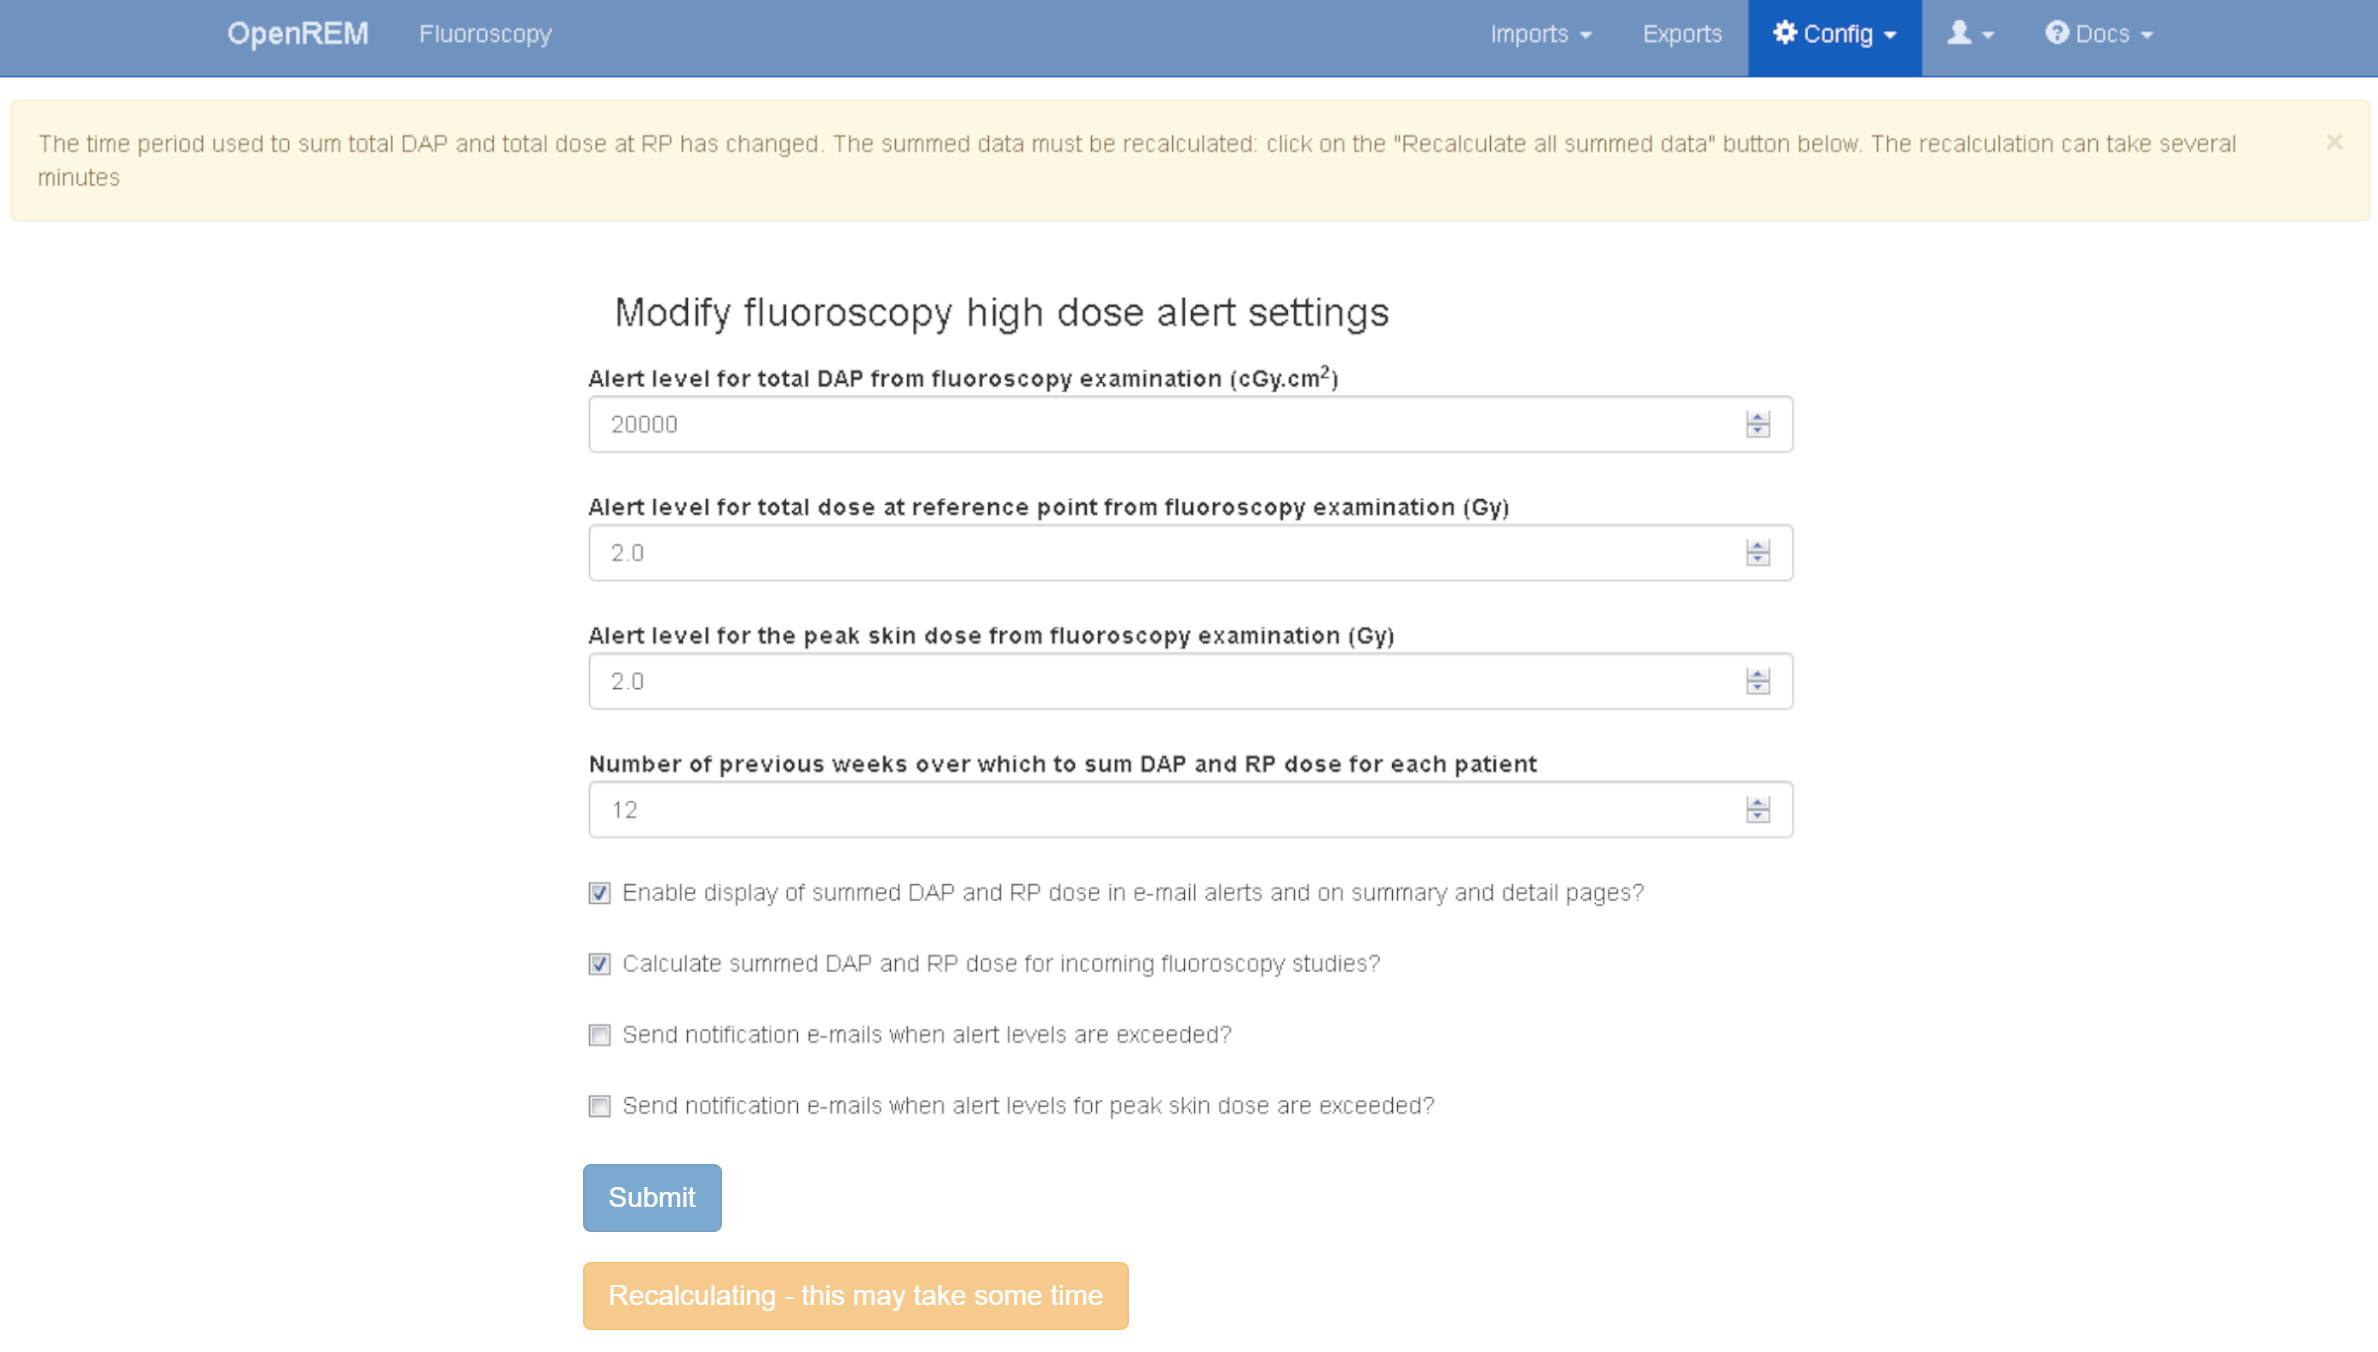 OpenREM Fluoroscopy Imports Exports Config Docs
The time period used to sum total DAP and total dose at RP has changed. The summed data must be recalculated: click on the "Recalculate all summed data" button below. The recalculation can take several
minutes
×
Modify fluoroscopy high dose alert settings
Alert level for total DAP from fluoroscopy examination (cGy.cm²)
20000
Alert level for total dose at reference point from fluoroscopy examination (Gy)
2.0
Alert level for the peak skin dose from fluoroscopy examination (Gy)
2.0
Number of previous weeks over which to sum DAP and RP dose for each patient
12
Enable display of summed DAP and RP dose in e-mail alerts and on summary and detail pages?
Calculate summed DAP and RP dose for incoming fluoroscopy studies?
Send notification e-mails when alert levels are exceeded?
Send notification e-mails when alert levels for peak skin dose are exceeded?
Submit
Recalculating - this may take some time